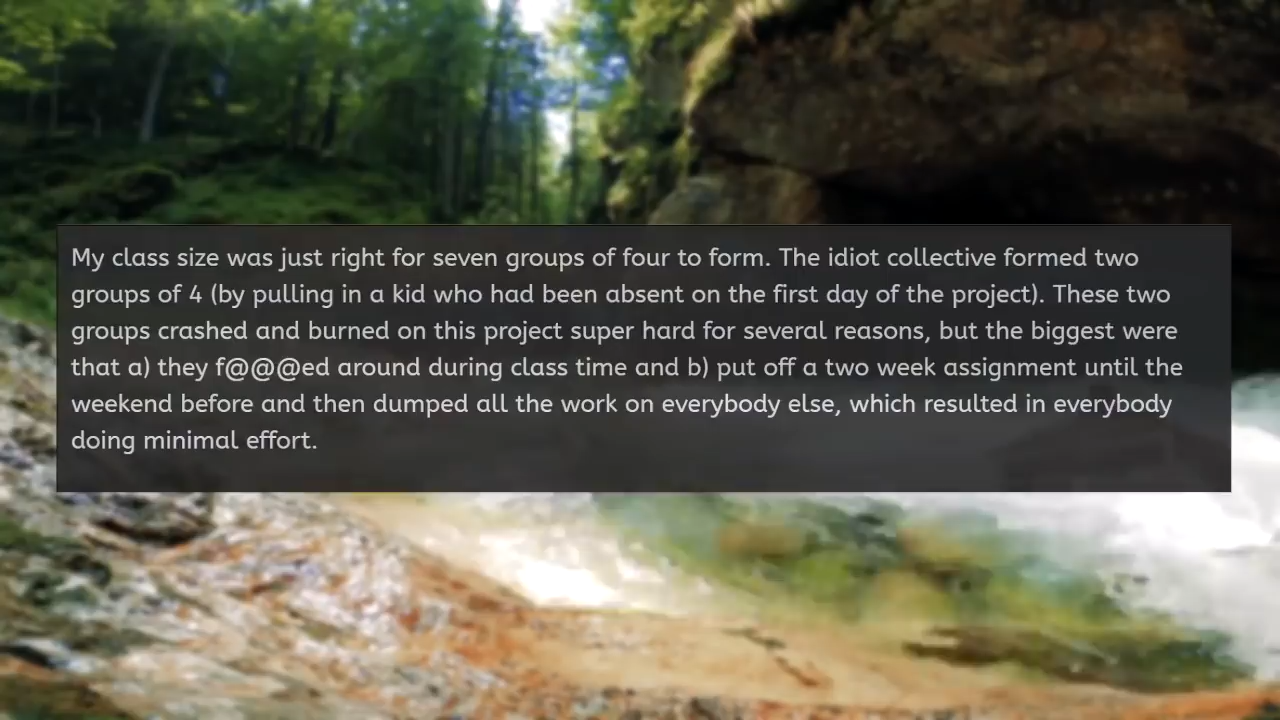 My class size was just right for seven groups of four to form. The idiot collective formed two
groups of 4 (by pulling in a kid who had been absent on the first day of the project). These two
groups crashed and burned on this project super hard for several reasons, but the biggest were
that a) they f@@@ed around during class time and b) put off a two week assignment until the
weekend before and then dumped all the work on everybody else, which resulted in everybody
doing minimal effort.